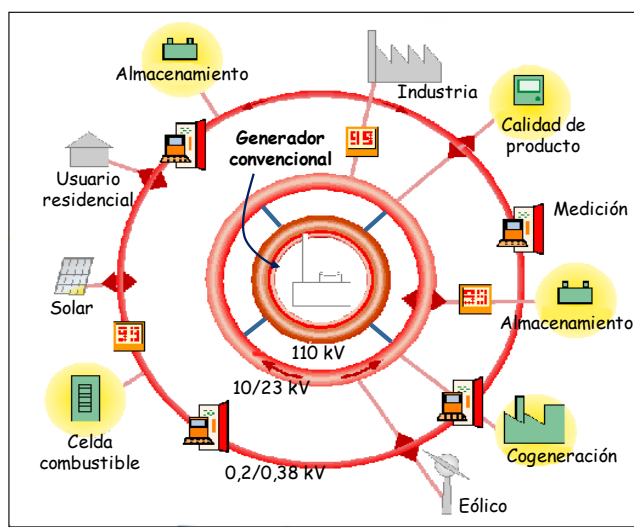 Almacenamiento
Industria
Generador
convencional
Calidad de
producto
Usuario
residencial
Medición
Solar
Almacenamiento
110 kV
10/23 kV
Celda
combustible
0,2/0,38 kV
Cogeneración
Eólico